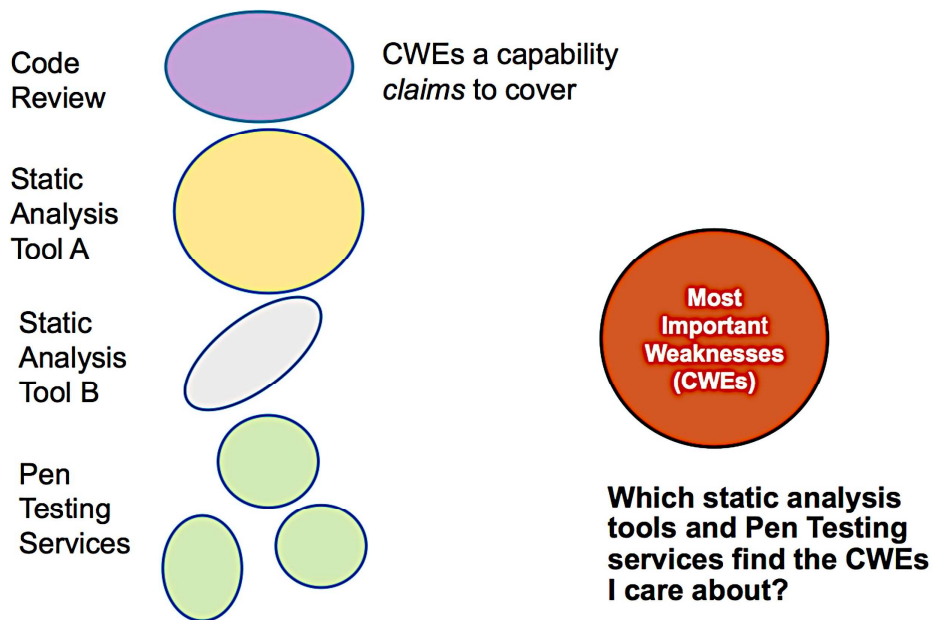 Code
Review
CWEs a capability
claims to cover
Static
Analysis
Tool A
Static
Analysis
Tool B
Pen
Testing
Services
Most
Important
Weaknesses
(CWEs)
Which static analysis
tools and Pen Testing
services find the CWEs
I care about?